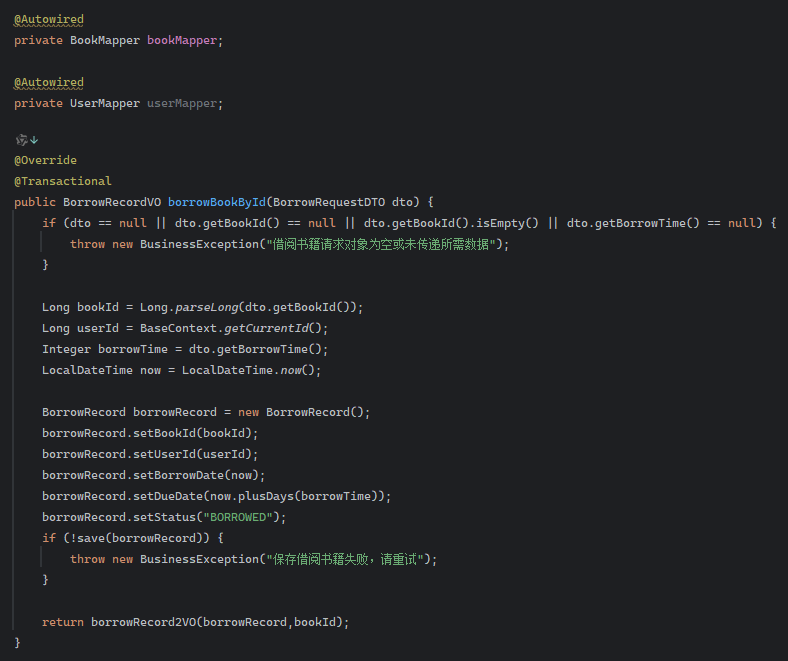 @Autowired
private BookMapper bookMapper;
@Autowired
private UserMapper userMapper;
@Override
@Transactional
public BorrowRecordVO borrowBookById(BorrowRequestDTO dto) {
if (dto == null || dto.getBookId() == null || dto.getBookId().isEmpty() || dto.getBorrowTime() == null) {
throw new BusinessException("借阅书籍请求对象为空或未传递所需数据");
}
Long bookId = Long.parseLong(dto.getBookId());
Long userId = BaseContext.getCurrentId();
Integer borrowTime = dto.getBorrowTime();
LocalDateTime now = LocalDateTime.now();
BorrowRecord borrowRecord = new BorrowRecord();
borrowRecord.setBookId(bookId);
borrowRecord.setUserId(userId);
borrowRecord.setBorrowDate(now);
borrowRecord.setDueDate(now.plusDays(borrowTime));
borrowRecord.setStatus("BORROWED");
if (!save(borrowRecord)) {
throw new BusinessException("保存借阅书籍失败，请重试");
}
return borrowRecord2VO(borrowRecord,bookId);
}